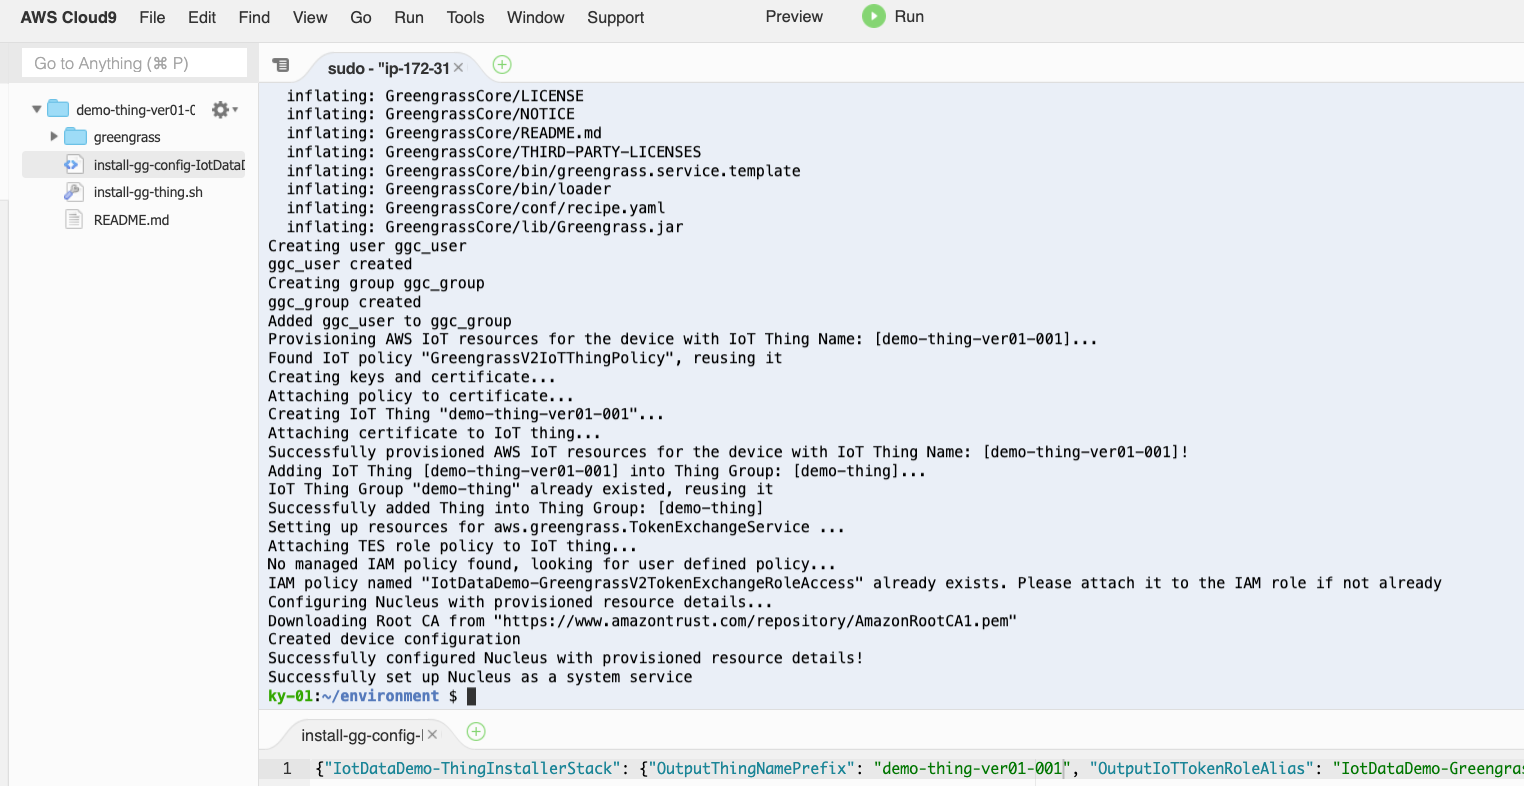 AWS Cloud9 File Edit Find View Go Run Tools Window Support Preview Run
Go to Anything (⌘ P)
sudo - "ip-172-31
demo-thing-ver01-0
greengrass
install-gg-config-IotData
install-gg-thing.sh
README.md
inflating: GreengrassCore/LICENSE
inflating: GreengrassCore/NOTICE
inflating: GreengrassCore/README.md
inflating: GreengrassCore/THIRD-PARTY-LICENSES
inflating: GreengrassCore/bin/greengrass.service.template
inflating: GreengrassCore/bin/loader
inflating: GreengrassCore/conf/recipe.yaml
inflating: GreengrassCore/lib/Greengrass.jar
Creating user ggc_user
ggc_user created
Creating group ggc_group
ggc_group created
Added ggc_user to ggc_group
Provisioning AWS IoT resources for the device with IoT Thing Name: [demo-thing-ver01-001]...
Found IoT policy "GreengrassV2IoTThingPolicy", reusing it
Creating keys and certificate...
Attaching policy to certificate...
Creating IoT Thing "demo-thing-ver01-001"...
Attaching certificate to IoT thing...
Successfully provisioned AWS IoT resources for the device with IoT Thing Name: [demo-thing-ver01-001]!
Adding IoT Thing [demo-thing-ver01-001] into Thing Group: [demo-thing]...
IoT Thing Group "demo-thing" already existed, reusing it
Successfully added Thing into Thing Group: [demo-thing]
Setting up resources for aws.greengrass.TokenExchangeService ...
Attaching TES role policy to IoT thing...
No managed IAM policy found, looking for user defined policy...
IAM policy named "IotDataDemo-GreengrassV2TokenExchangeRoleAccess" already exists. Please attach it to the IAM role if not already
Configuring Nucleus with provisioned resource details...
Downloading Root CA from "https://www.amazontrust.com/repository/AmazonRootCA1.pem"
Created device configuration
Successfully configured Nucleus with provisioned resource details!
Successfully set up Nucleus as a system service
ky-01:~/environment $
install-gg-config-
1 {"IotDataDemo-ThingInstallerStack": {"OutputThingNamePrefix": "demo-thing-ver01-001", "OutputIoTTokenRoleAlias": "IotDataDemo-Greengras